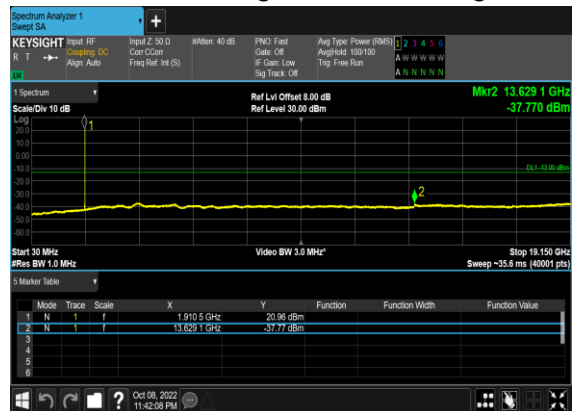 Spectrum Analyzer 1
Swept SA
+
KEYSIGHT Input: RF Input Z: 50 Ω #Atten: 40 dB PNO: Fast Avg Type: Power (RMS) 1 2 3 4 5 6
R T Coupling: DC Corr CCorr Gate: Off Avg|Hold: 100/100 A W W W W W
Align: Auto Freq Ref: Int (S) IF Gain: Low Trig: Free Run
LXI Sig Track: Off A N N N N N
1 Spectrum Ref Lvl Offset 8.00 dB Mkr2 13.629 1 GHz
Scale/Div 10 dB Ref Level 30.00 dBm -37.770 dBm
Log
20.0 1
10.0
0.00
-10.0 DL1 -13.00 dBm
-20.0
-30.0 2
-40.0
-50.0
-60.0
Start 30 MHz Video BW 3.0 MHz* Stop 19.150 GHz
#Res BW 1.0 MHz Sweep ~35.6 ms (40001 pts)
5 Marker Table
Mode Trace Scale X Y Function Function Width Function Value
1 N 1 f 1.910 5 GHz 20.96 dBm
2 N 1 f 13.629 1 GHz -37.77 dBm
3
4
5
6
? Oct 08, 2022
11:42:08 PM